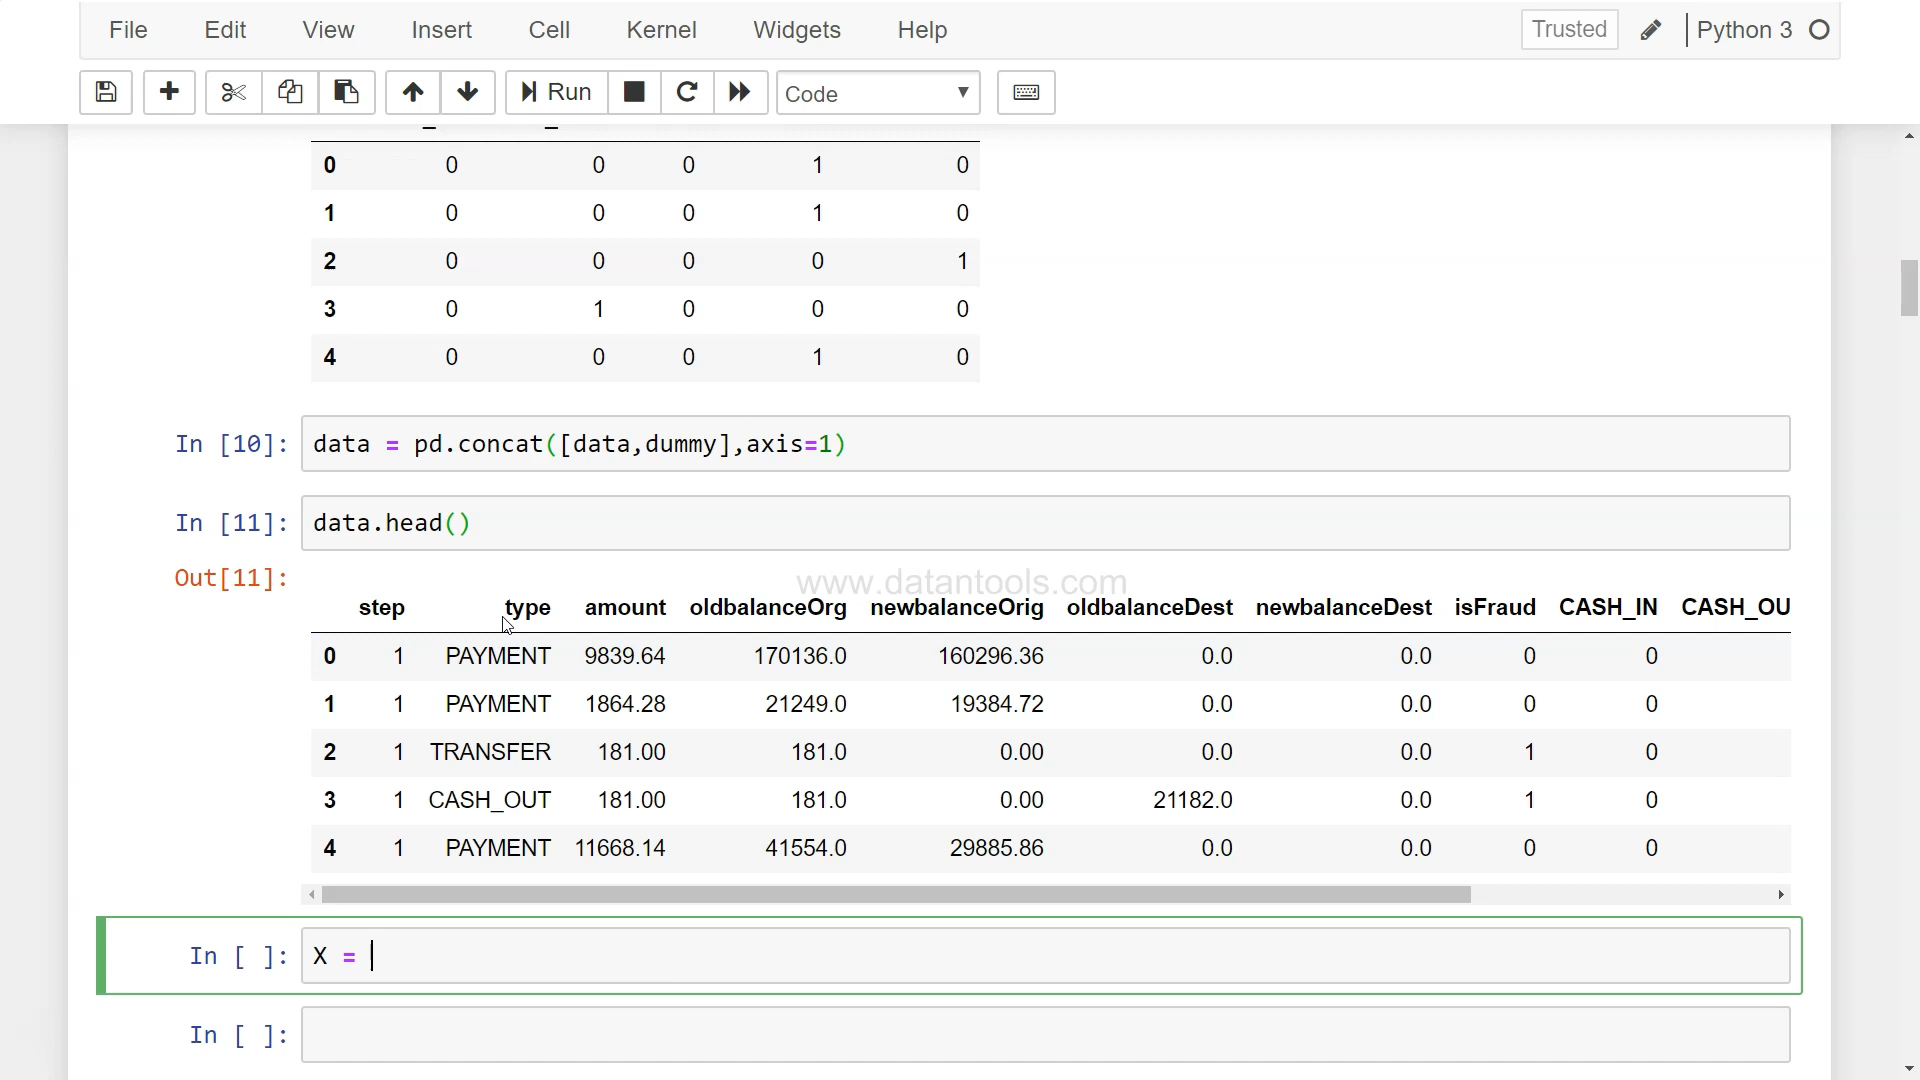 File Edit View Insert Cell Kernel Widgets Help Trusted Python 3
Run Code
0 0 0 0 1 0
1 0 0 0 1 0
2 0 0 0 0 1
3 0 1 0 0 0
4 0 0 0 1 0
In [10]: data = pd.concat([data,dummy],axis=1)
In [11]: data.head()
Out[11]:
www.datantools.com
step type amount oldbalanceOrg newbalanceOrig oldbalanceDest newbalanceDest isFraud CASH_IN CASH_OU
0 1 PAYMENT 9839.64 170136.0 160296.36 0.0 0.0 0 0
1 1 PAYMENT 1864.28 21249.0 19384.72 0.0 0.0 0 0
2 1 TRANSFER 181.00 181.0 0.00 0.0 0.0 1 0
3 1 CASH_OUT 181.00 181.0 0.00 21182.0 0.0 1 0
4 1 PAYMENT 11668.14 41554.0 29885.86 0.0 0.0 0 0
In [ ]: X =
In [ ]: